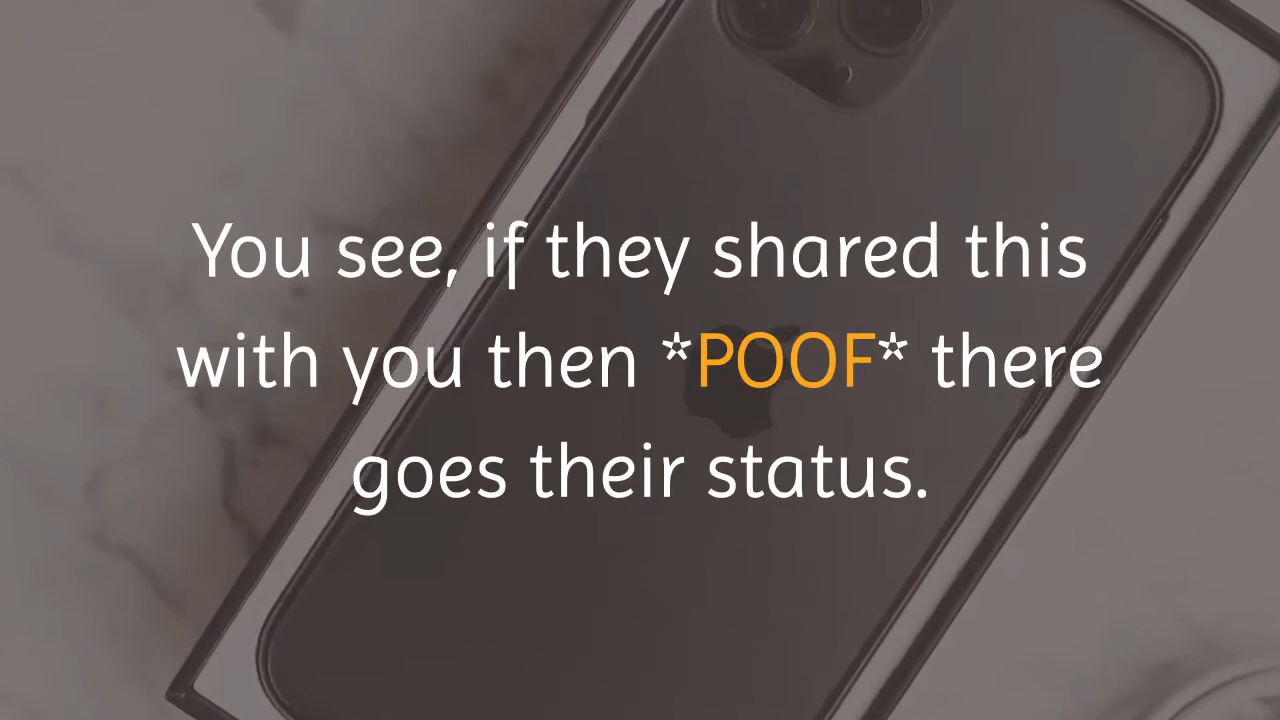 You see, if they shared this
with you then *POOF* there
goes their status.